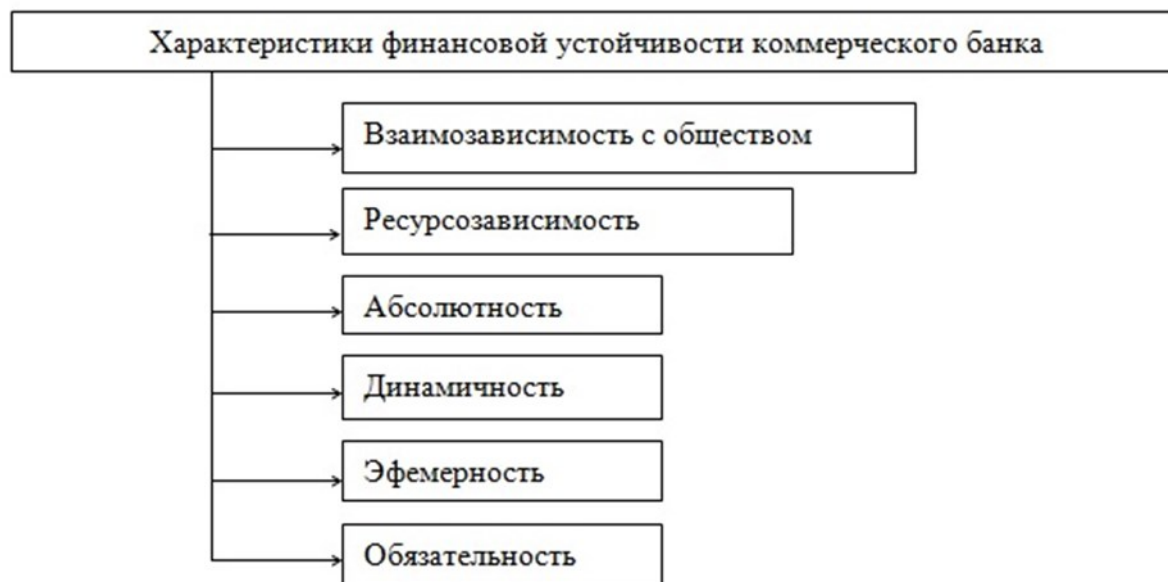 Характеристики финансовой устойчивости коммерческого банка
Взаимозависимость с обществом
Ресурсозависимость
Абсолютность
Динамичность
Эфемерность
Обязательность